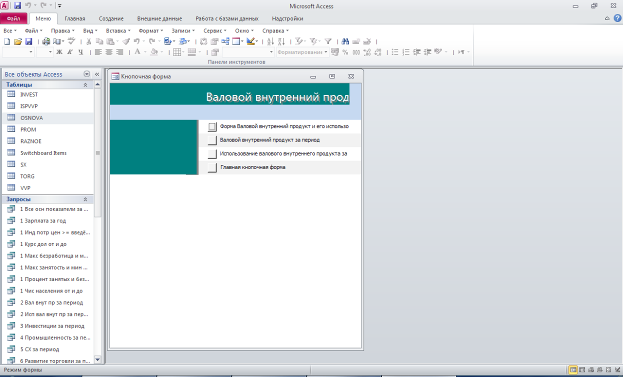 Microsoft Access
Файл Меню Главная Создание Внешние данные Работа с базами данных Надстройки
Все Файл Правка Вид Вставка Формат Записи Сервис Окно Справка
Ж К Ч
Форматирование
Панели инструментов
Все объекты Access
Таблицы
INVEST
ISPVVP
OSNOVA
PROM
RAZNOE
Switchboard Items
SX
TORG
VVP
Запросы
1 Все осн показатели за ...
1 Зарплата за год
1 Инд потр цен >= введе...
1 Курс дол от и до
1 Макс безработица и м...
1 Макс занятость и мин ...
1 Процент занятых и без...
1 Чис населения от и до
2 Вал внут пр за период
2 Исп вал внут пр за пер...
3 Инвестиции за период
4 Промышленность за пе...
5 СХ за период
6 Развитие торговли за п...
Кнопочная форма
Валовой внутренний прод
Форма Валовой внутренний продукт и его использо
Валовой внутренний продукт за период
Использование валового внутреннего продукта за
Главная кнопочная форма
Режим формы